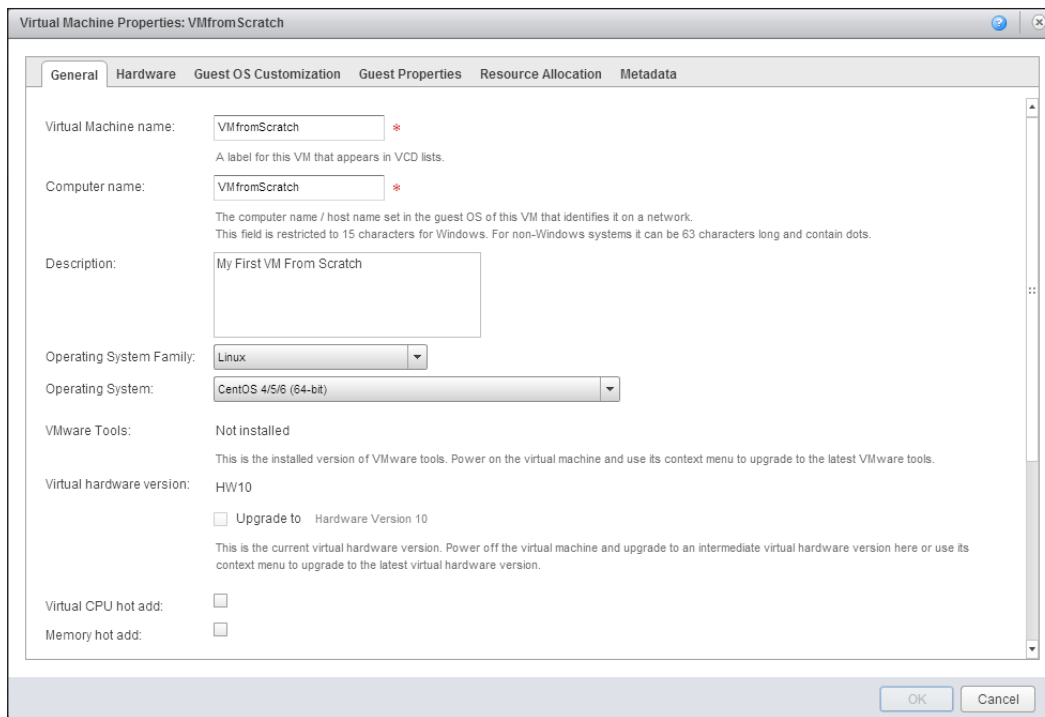 Virtual Machine Properties: VMfromScratch
General Hardware Guest OS Customization Guest Properties Resource Allocation Metadata
Virtual Machine name: VMfromScratch *
A label for this VM that appears in VCD lists.
Computer name: VMfromScratch *
The computer name / host name set in the guest OS of this VM that identifies it on a network.
This field is restricted to 15 characters for Windows. For non-Windows systems it can be 63 characters long and contain dots.
Description: My First VM From Scratch
Operating System Family: Linux
Operating System: CentOS 4/5/6 (64-bit)
VMware Tools: Not installed
This is the installed version of VMware tools. Power on the virtual machine and use its context menu to upgrade to the latest VMware tools.
Virtual hardware version: HW10
Upgrade to Hardware Version 10
This is the current virtual hardware version. Power off the virtual machine and upgrade to an intermediate virtual hardware version here or use its
context menu to upgrade to the latest virtual hardware version.
Virtual CPU hot add:
Memory hot add:
OK Cancel